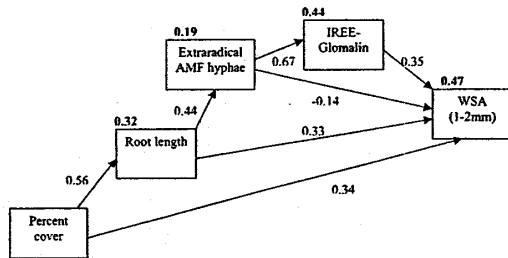 0.44
IREE-
Glomalin
0.19
Extraradical
AMF hyphae
0.67
0.35
0.47
WSA
(1-2mm)
-0.14
0.44
0.32
Root length
0.33
0.56
0.34
Percent
cover